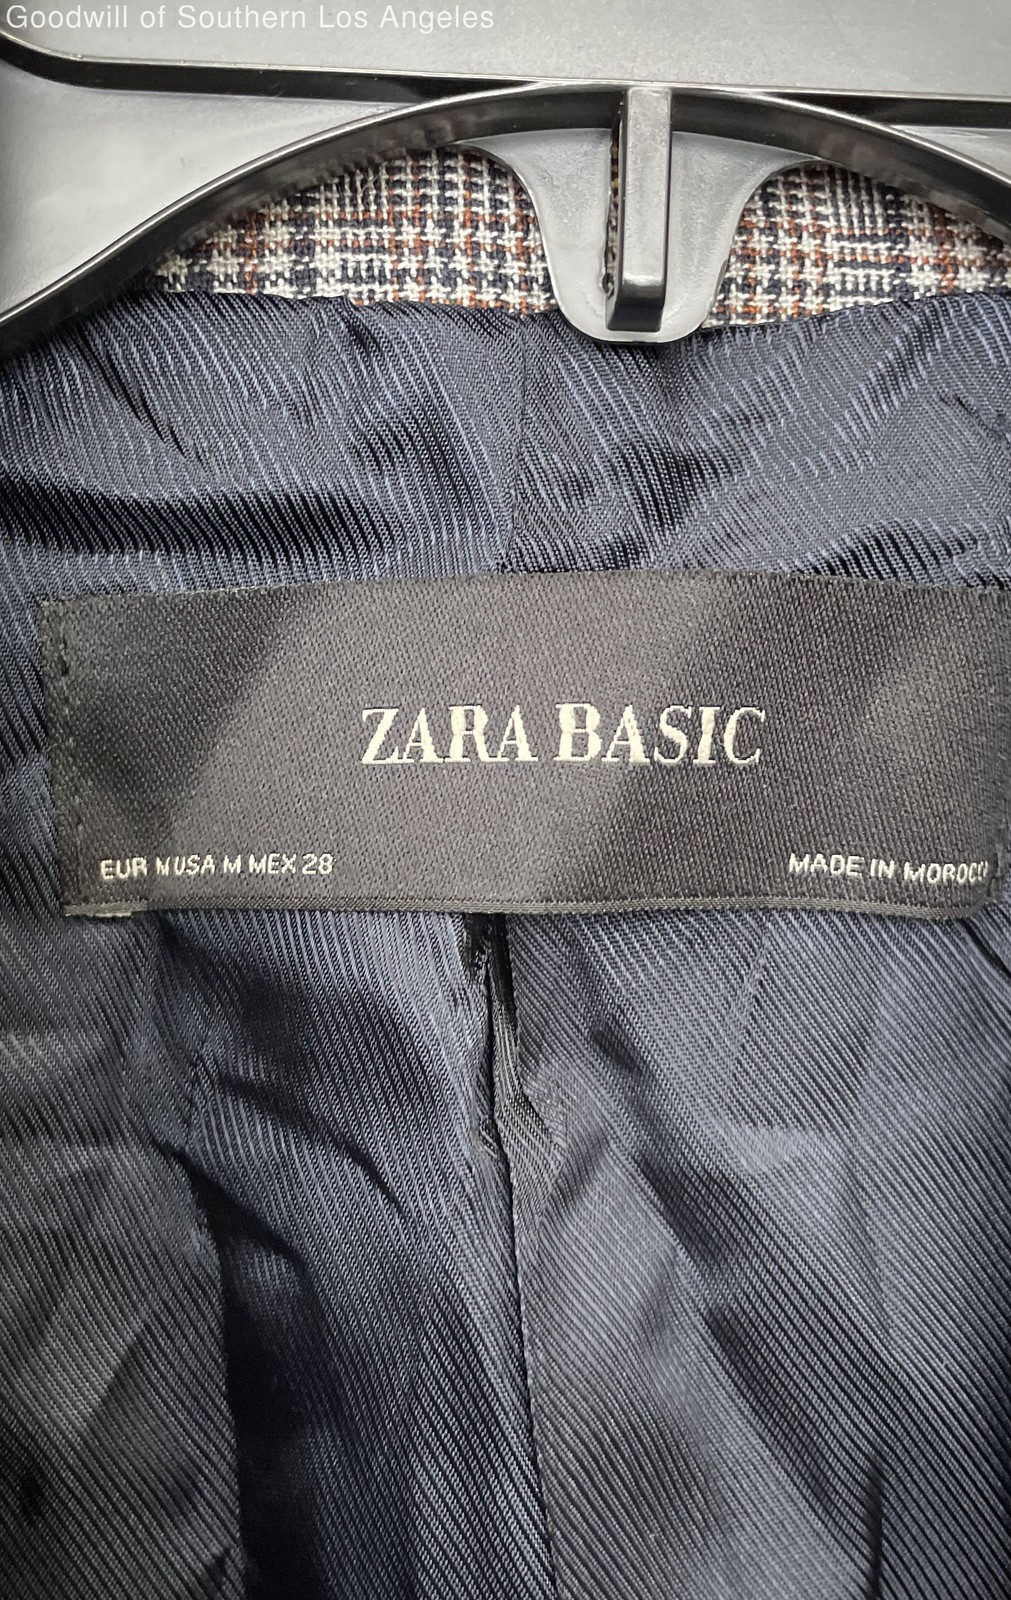 Goodwill of Southern Los Angeles
ZARA BASIC
EUR M USA M MEX 28
MADE IN MOROCCO